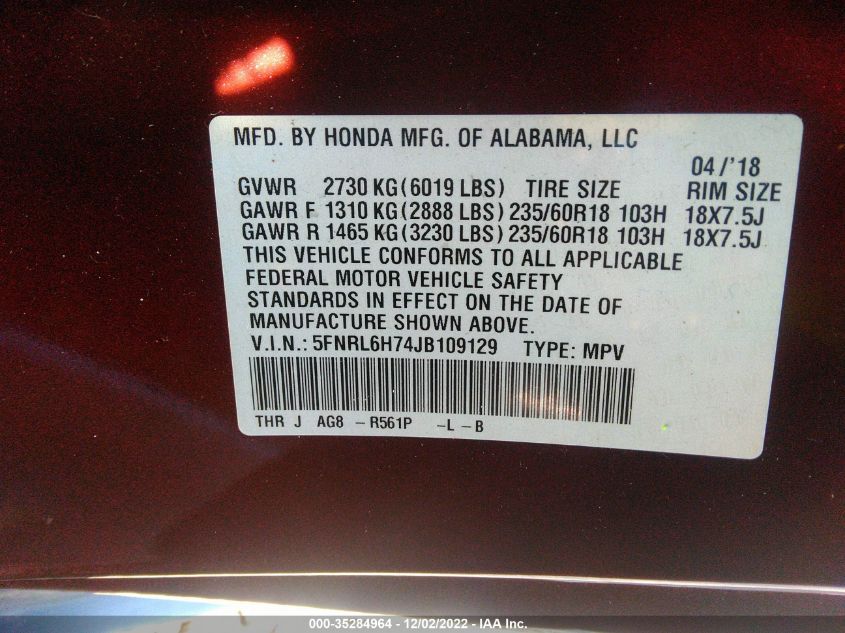 MFD. BY HONDA MFG. OF ALABAMA, LLC
04/'18
GVWR 2730 KG(6019 LBS) TIRE SIZE RIM SIZE
GAWR F 1310 KG(2888 LBS) 235/60R18 103H 18X7.5J
GAWR R 1465 KG(3230 LBS) 235/60R18 103H 18X7.5J
THIS VEHICLE CONFORMS TO ALL APPLICABLE
FEDERAL MOTOR VEHICLE SAFETY
STANDARDS IN EFFECT ON THE DATE OF
MANUFACTURE SHOWN ABOVE.
V.I.N.: 5FNRL6H74JB109129 TYPE: MPV
THR J AG8 -R561P -L-B
000-35284964 - 12/02/2022 - IAA Inc.